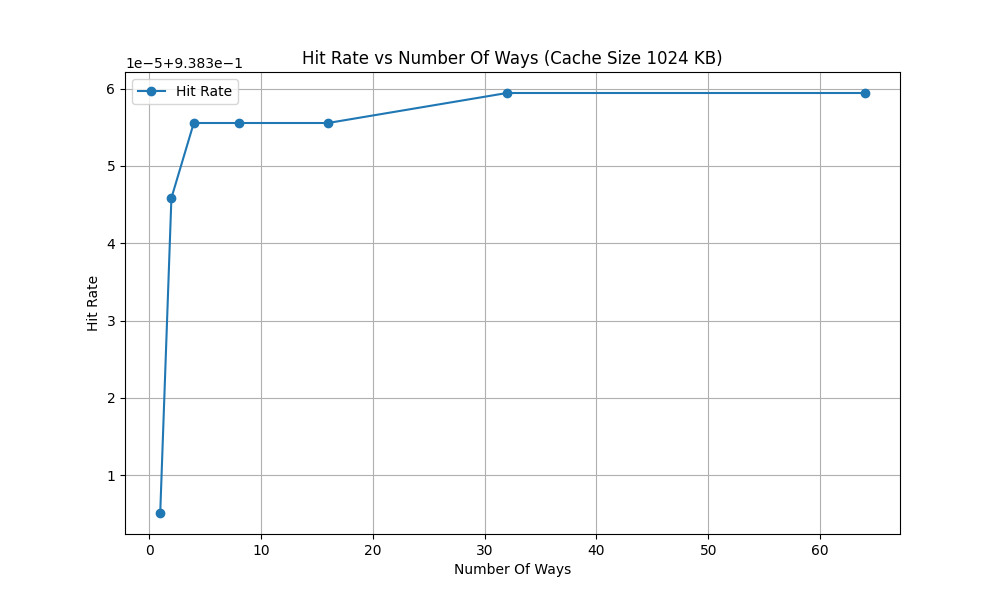 Hit Rate vs Number Of Ways (Cache Size 1024 KB)
1e−5+9.383e−1
Hit Rate
6
5
4
3
2
1
Hit Rate
0 10 20 30 40 50 60
Number Of Ways